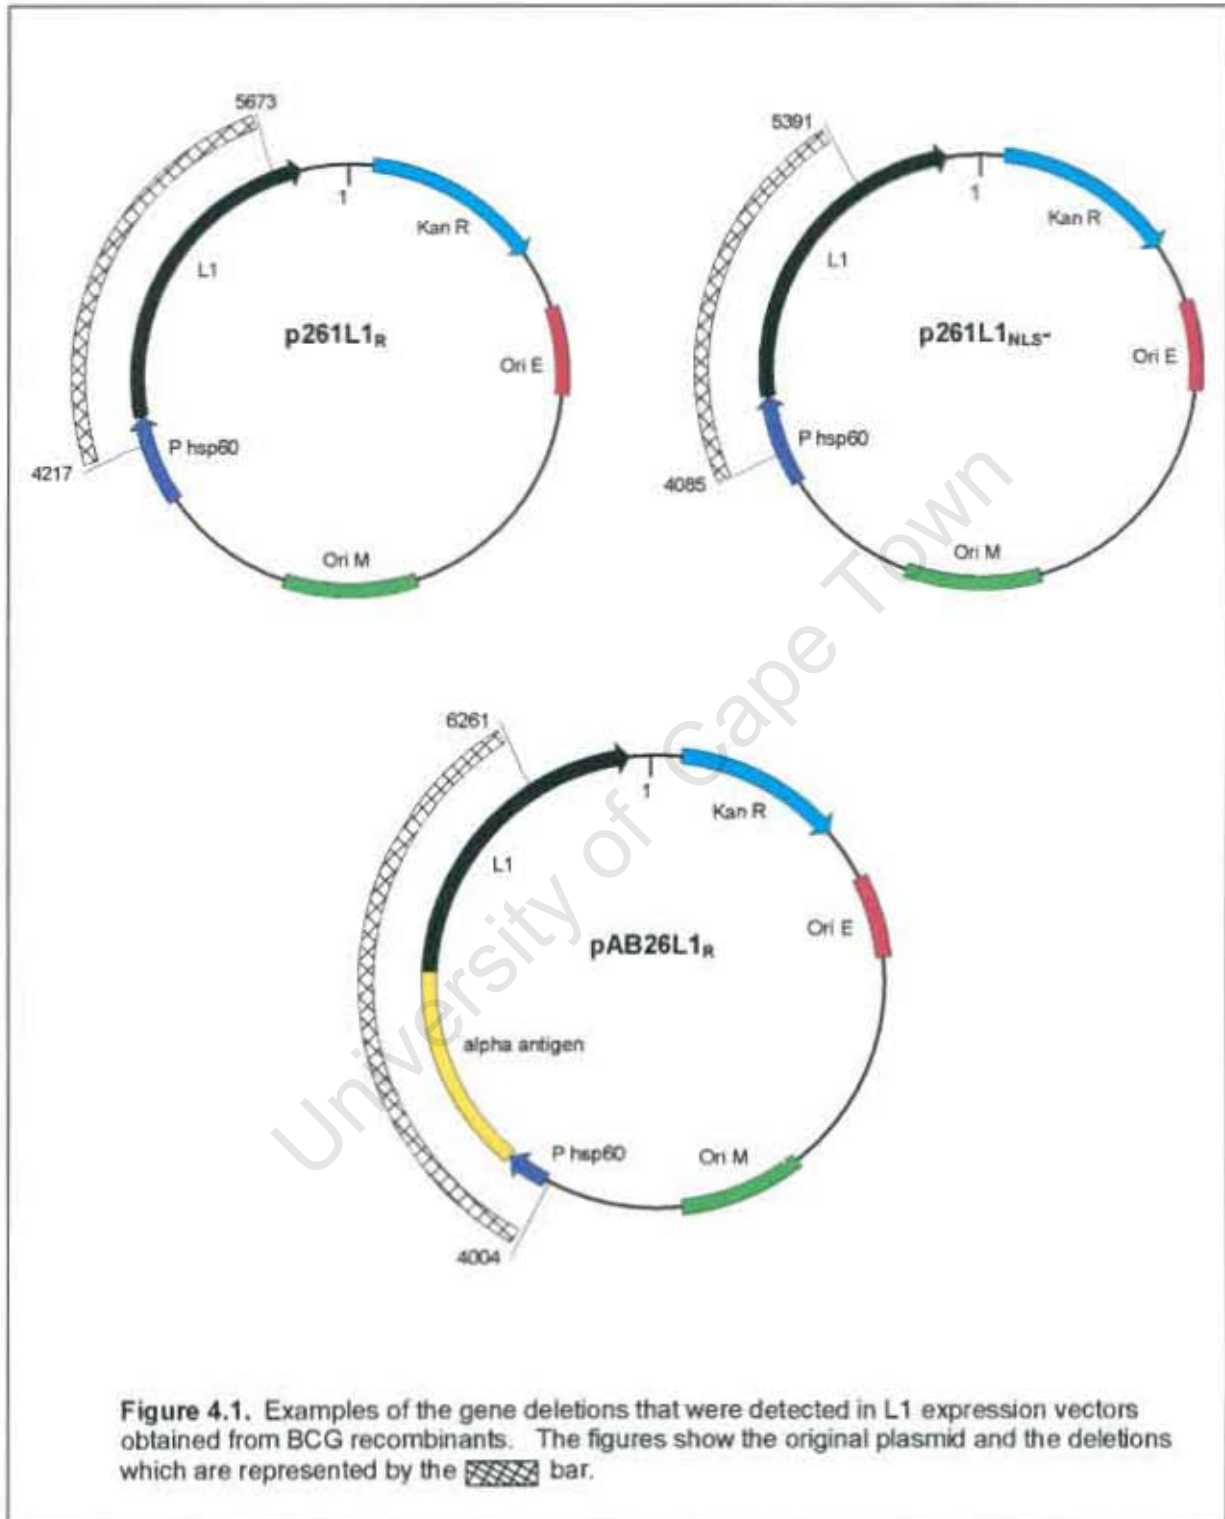 5673
1
Kan R
L1
p261L1R
Ori E
P hsp60
4217
Ori M
5391
1
Kan R
L1
p261L1NLS-
Ori E
P hsp60
4085
Ori M
6261
1
Kan R
L1
Ori E
pAB26L1R
alpha antigen
P hsp60
Ori M
4004
University of Cape Town
Figure 4.1. Examples of the gene deletions that were detected in L1 expression vectors
obtained from BCG recombinants. The figures show the original plasmid and the deletions
which are represented by the bar.